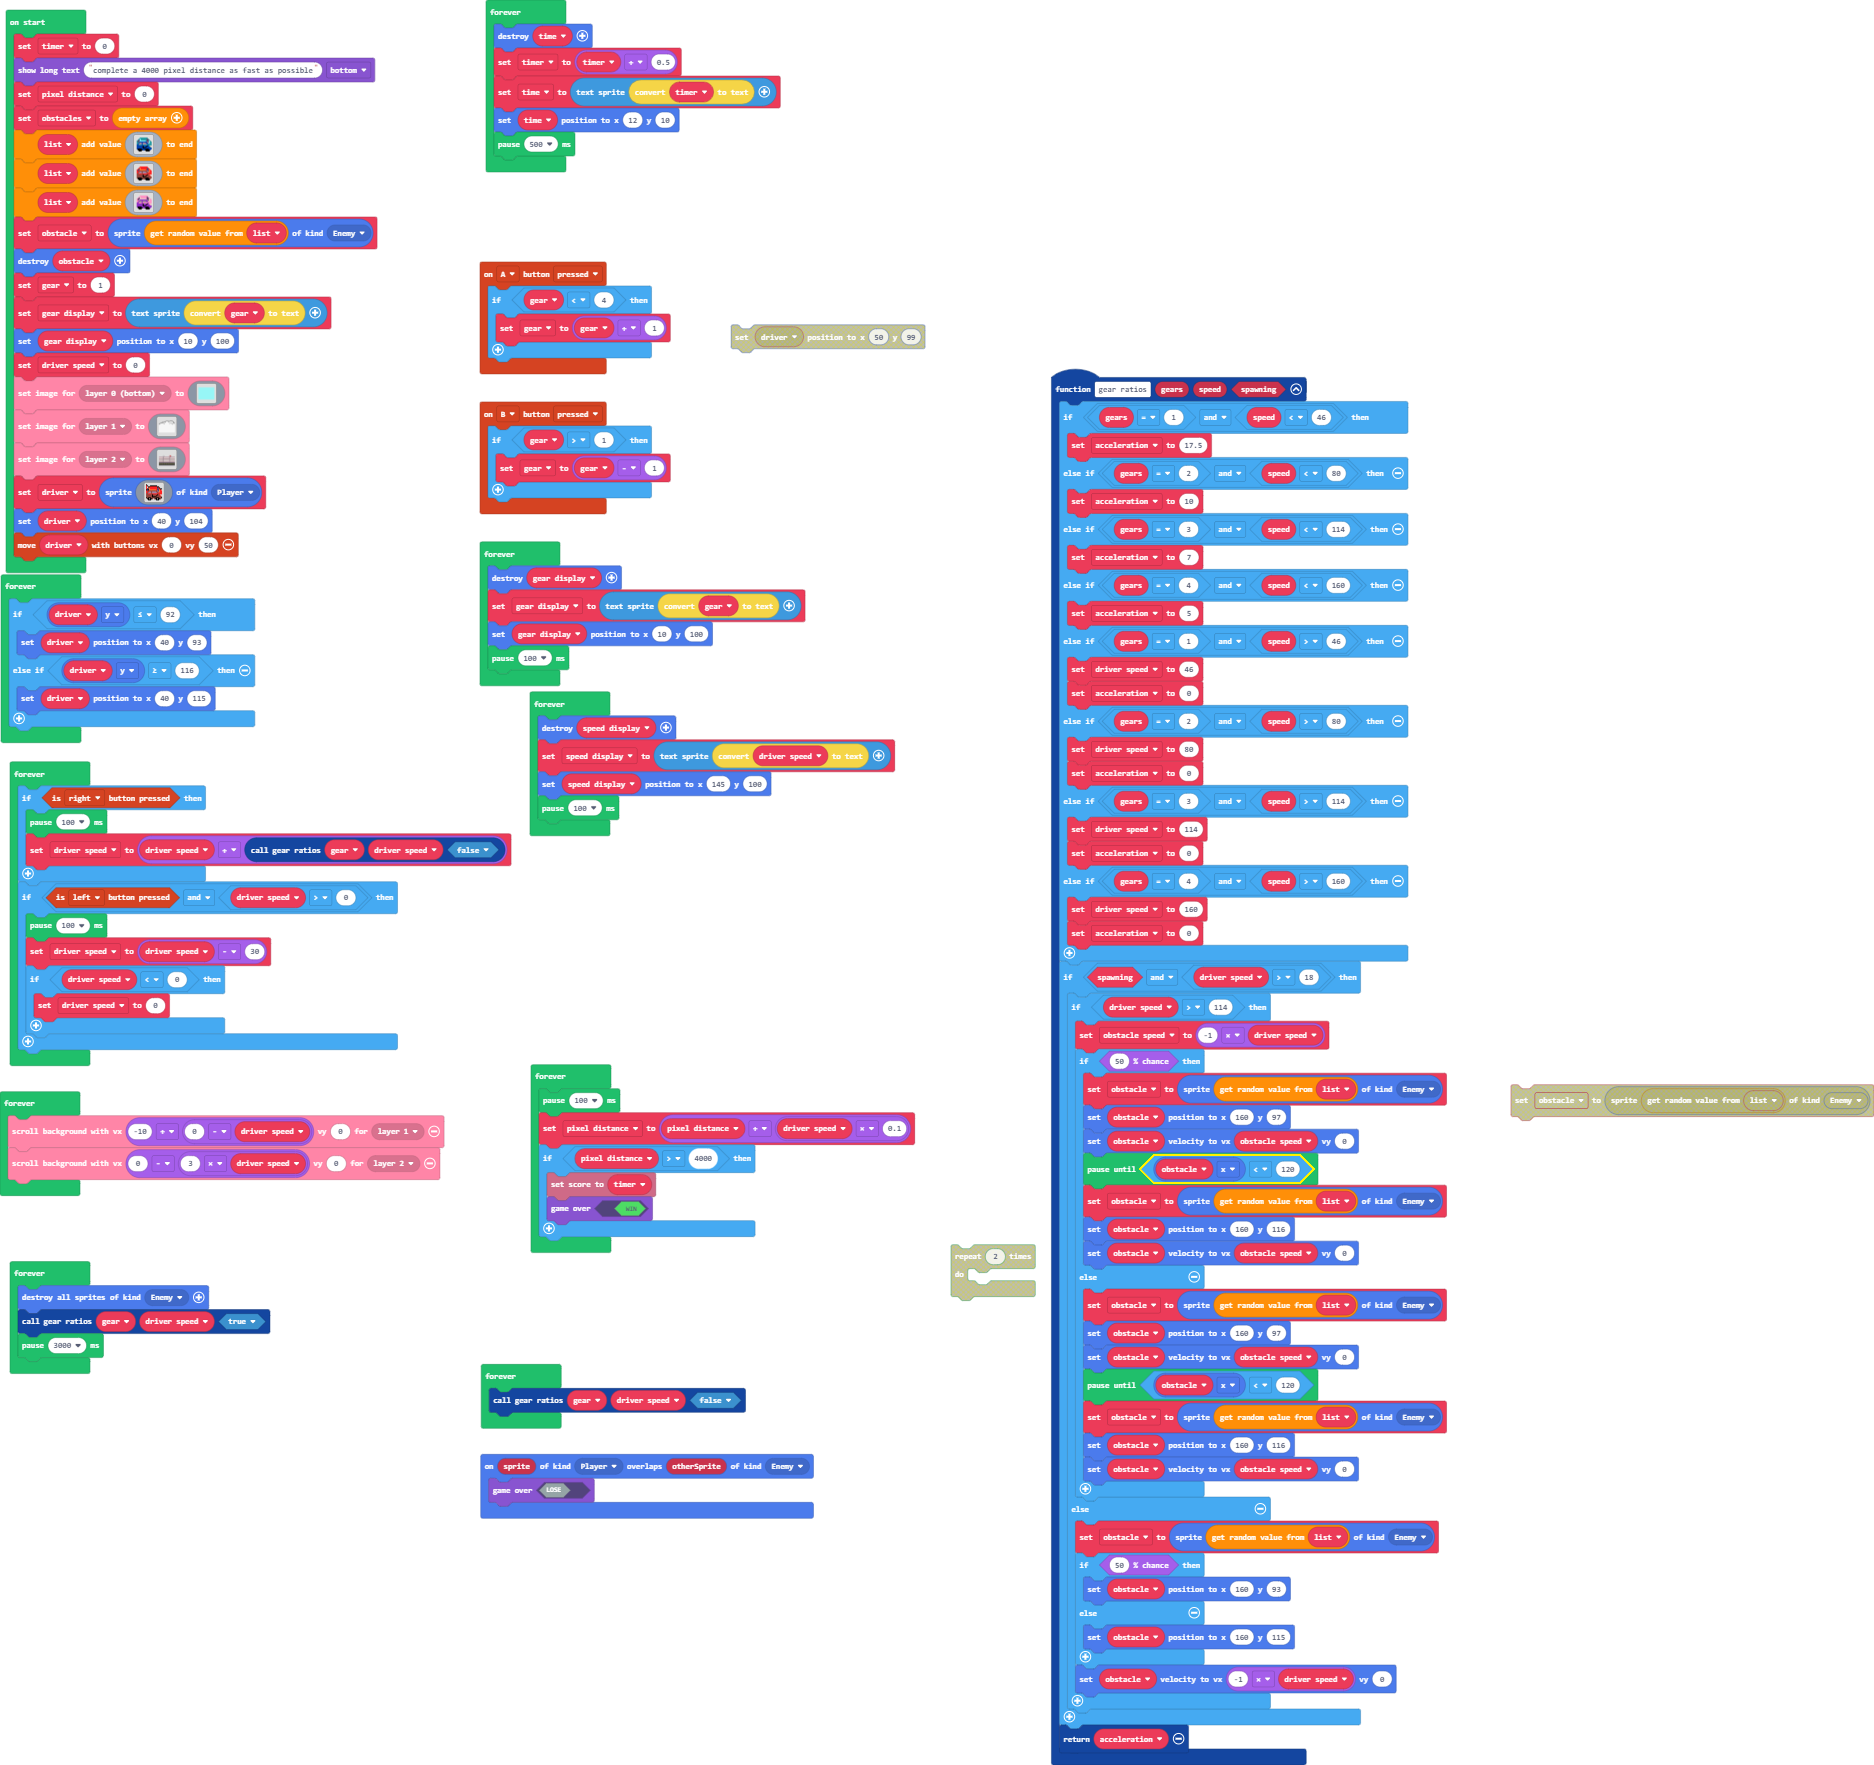 on start
set timer to 0
show long text "complete a 4000 pixel distance as fast as possible" bottom
set pixel distance to 0
set obstacles to empty array
list add value to end
list add value to end
list add value to end
set obstacle to sprite get random value from list of kind Enemy
destroy obstacle
set gear to 1
set gear display to text sprite convert gear to text
set gear display position to x 10 y 100
set driver speed to 0
set image for layer 0 (bottom) to
set image for layer 1 to
set image for layer 2 to
set driver to sprite of kind Player
set driver position to x 40 y 104
move driver with buttons vx 0 vy 50
forever
if driver y ≤ 92 then
set driver position to x 40 y 93
else if driver y ≥ 116 then
set driver position to x 40 y 115
forever
if is right button pressed then
pause 100 ms
set driver speed to driver speed + call gear ratios gear driver speed false
if is left button pressed and driver speed > 0 then
pause 100 ms
set driver speed to driver speed - 30
if driver speed < 0 then
set driver speed to 0
forever
scroll background with vx -10 + 0 - driver speed vy 0 for layer 1
scroll background with vx 0 - 3 × driver speed vy 0 for layer 2
forever
destroy all sprites of kind Enemy
call gear ratios gear driver speed true
pause 3000 ms
forever
destroy time
set timer to timer + 0.5
set time to text sprite convert timer to text
set time position to x 12 y 10
pause 500 ms
on A button pressed
if gear < 4 then
set gear to gear + 1
set driver position to x 50 y 99
on B button pressed
if gear > 1 then
set gear to gear - 1
forever
destroy gear display
set gear display to text sprite convert gear to text
set gear display position to x 10 y 100
pause 100 ms
forever
destroy speed display
set speed display to text sprite convert driver speed to text
set speed display position to x 145 y 100
pause 100 ms
forever
pause 100 ms
set pixel distance to pixel distance + driver speed × 0.1
if pixel distance > 4000 then
set score to timer
game over WIN
repeat 2 times
do
forever
call gear ratios gear driver speed false
on sprite of kind Player overlaps otherSprite of kind Enemy
game over LOSE
function gear ratios gears speed spawning
if gears = 1 and speed < 46 then
set acceleration to 17.5
else if gears = 2 and speed < 80 then
set acceleration to 10
else if gears = 3 and speed < 114 then
set acceleration to 7
else if gears = 4 and speed < 160 then
set acceleration to 5
else if gears = 1 and speed > 46 then
set driver speed to 46
set acceleration to 0
else if gears = 2 and speed > 80 then
set driver speed to 80
set acceleration to 0
else if gears = 3 and speed > 114 then
set driver speed to 114
set acceleration to 0
else if gears = 4 and speed > 160 then
set driver speed to 160
set acceleration to 0
if spawning and driver speed > 18 then
if driver speed > 114 then
set obstacle speed to -1 × driver speed
if 50 % chance then
set obstacle to sprite get random value from list of kind Enemy
set obstacle position to x 160 y 97
set obstacle velocity to vx obstacle speed vy 0
pause until obstacle x < 120
set obstacle to sprite get random value from list of kind Enemy
set obstacle position to x 160 y 116
set obstacle velocity to vx obstacle speed vy 0
else
set obstacle to sprite get random value from list of kind Enemy
set obstacle position to x 160 y 97
set obstacle velocity to vx obstacle speed vy 0
pause until obstacle x < 120
set obstacle to sprite get random value from list of kind Enemy
set obstacle position to x 160 y 116
set obstacle velocity to vx obstacle speed vy 0
else
set obstacle to sprite get random value from list of kind Enemy
if 50 % chance then
set obstacle position to x 160 y 93
else
set obstacle position to x 160 y 115
set obstacle velocity to vx -1 × driver speed vy 0
return acceleration
set obstacle to sprite get random value from list of kind Enemy